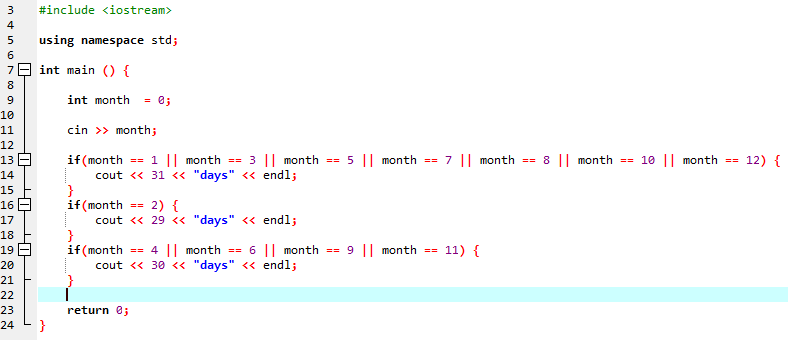 3 #include <iostream>
4
5 using namespace std;
6
7 int main () {
8
9 int month  = 0;
10
11 cin >> month;
12
13 if(month == 1 || month == 3 || month == 5 || month == 7 || month == 8 || month == 10 || month == 12) {
14 cout << 31 << "days" << endl;
15 }
16 if(month == 2) {
17 cout << 29 << "days" << endl;
18 }
19 if(month == 4 || month == 6 || month == 9 || month == 11) {
20 cout << 30 << "days" << endl;
21 }
22
23 return 0;
24 }